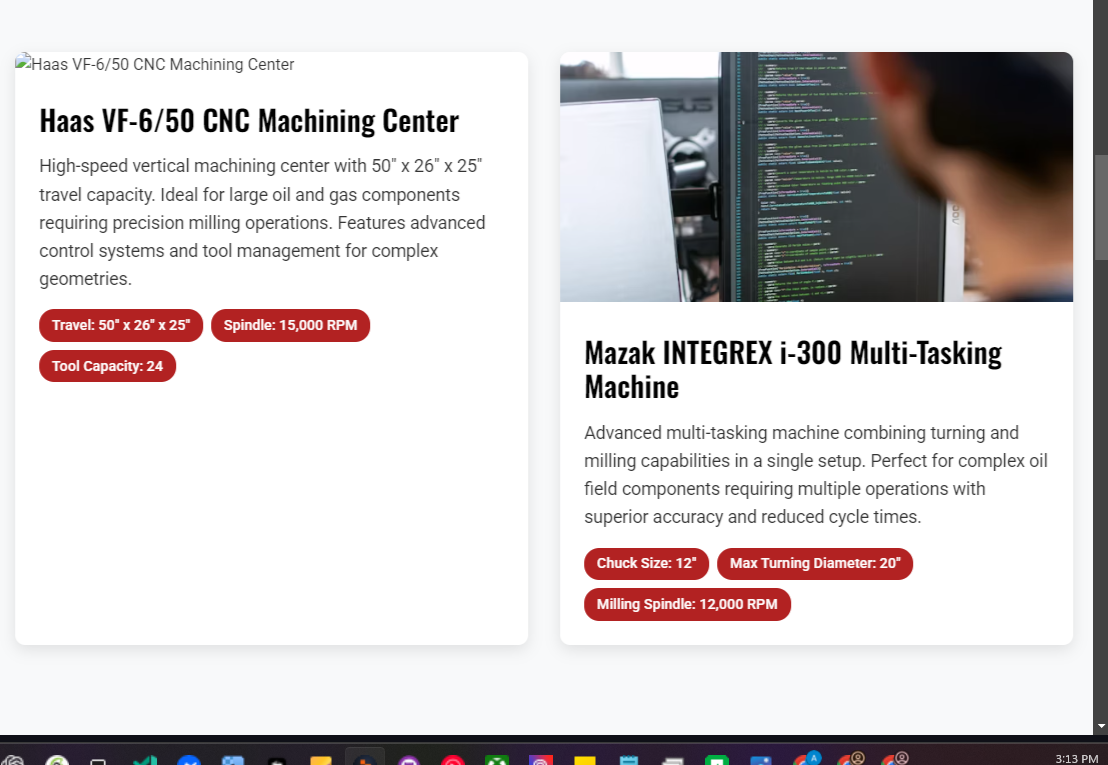 Haas VF-6/50 CNC Machining Center
Haas VF-6/50 CNC Machining Center
High-speed vertical machining center with 50" x 26" x 25"
travel capacity. Ideal for large oil and gas components
requiring precision milling operations. Features advanced
control systems and tool management for complex
geometries.
Travel: 50" x 26" x 25"
Spindle: 15,000 RPM
Tool Capacity: 24
Mazak INTEGREX i-300 Multi-Tasking
Machine
Advanced multi-tasking machine combining turning and
milling capabilities in a single setup. Perfect for complex oil
field components requiring multiple operations with
superior accuracy and reduced cycle times.
Chuck Size: 12"
Max Turning Diameter: 20"
Milling Spindle: 12,000 RPM
3:13 PM